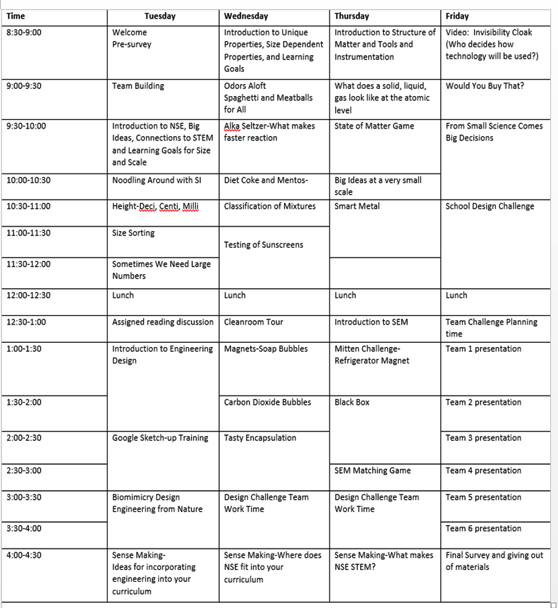 Time Tuesday Wednesday Thursday Friday
8:30-9:00 Welcome Introduction to Unique Introduction to Structure of Video: Invisibility Cloak
Pre-survey Properties, Size Dependent Matter and Tools and (Who decides how
Properties, and Learning Instrumentation technology will be used?)
Goals
9:00-9:30 Team Building Odors Aloft What does a solid, liquid, Would You Buy That?
Spaghetti and Meatballs gas look like at the atomic
for All level
9:30-10:00 Introduction to NSE, Big Alka Seltzer-What makes State of Matter Game From Small Science Comes
Ideas, Connections to STEM faster reaction Big Decisions
and Learning Goals for Size
and Scale
10:00-10:30 Noodling Around with SI Diet Coke and Mentos- Big Ideas at a very small
scale
10:30-11:00 Height-Deci, Centi, Milli Classification of Mixtures Smart Metal School Design Challenge
11:00-11:30 Size Sorting
Testing of Sunscreens
11:30-12:00 Sometimes We Need Large
Numbers
12:00-12:30 Lunch Lunch Lunch Lunch
12:30-1:00 Assigned reading discussion Cleanroom Tour Introduction to SEM Team Challenge Planning
time
1:00-1:30 Introduction to Engineering Magnets-Soap Bubbles Mitten Challenge- Team 1 presentation
Design Refrigerator Magnet
1:30-2:00 Carbon Dioxide Bubbles Black Box Team 2 presentation
2:00-2:30 Google Sketch-up Training Tasty Encapsulation Team 3 presentation
2:30-3:00 SEM Matching Game Team 4 presentation
3:00-3:30 Biomimicry Design Design Challenge Team Design Challenge Team Team 5 presentation
Engineering from Nature Work Time Work Time
3:30-4:00 Team 6 presentation
4:00-4:30 Sense Making- Sense Making-Where does Sense Making-What makes Final Survey and giving out
Ideas for incorporating NSE fit into your NSE STEM? of materials
engineering into your curriculum
curriculum